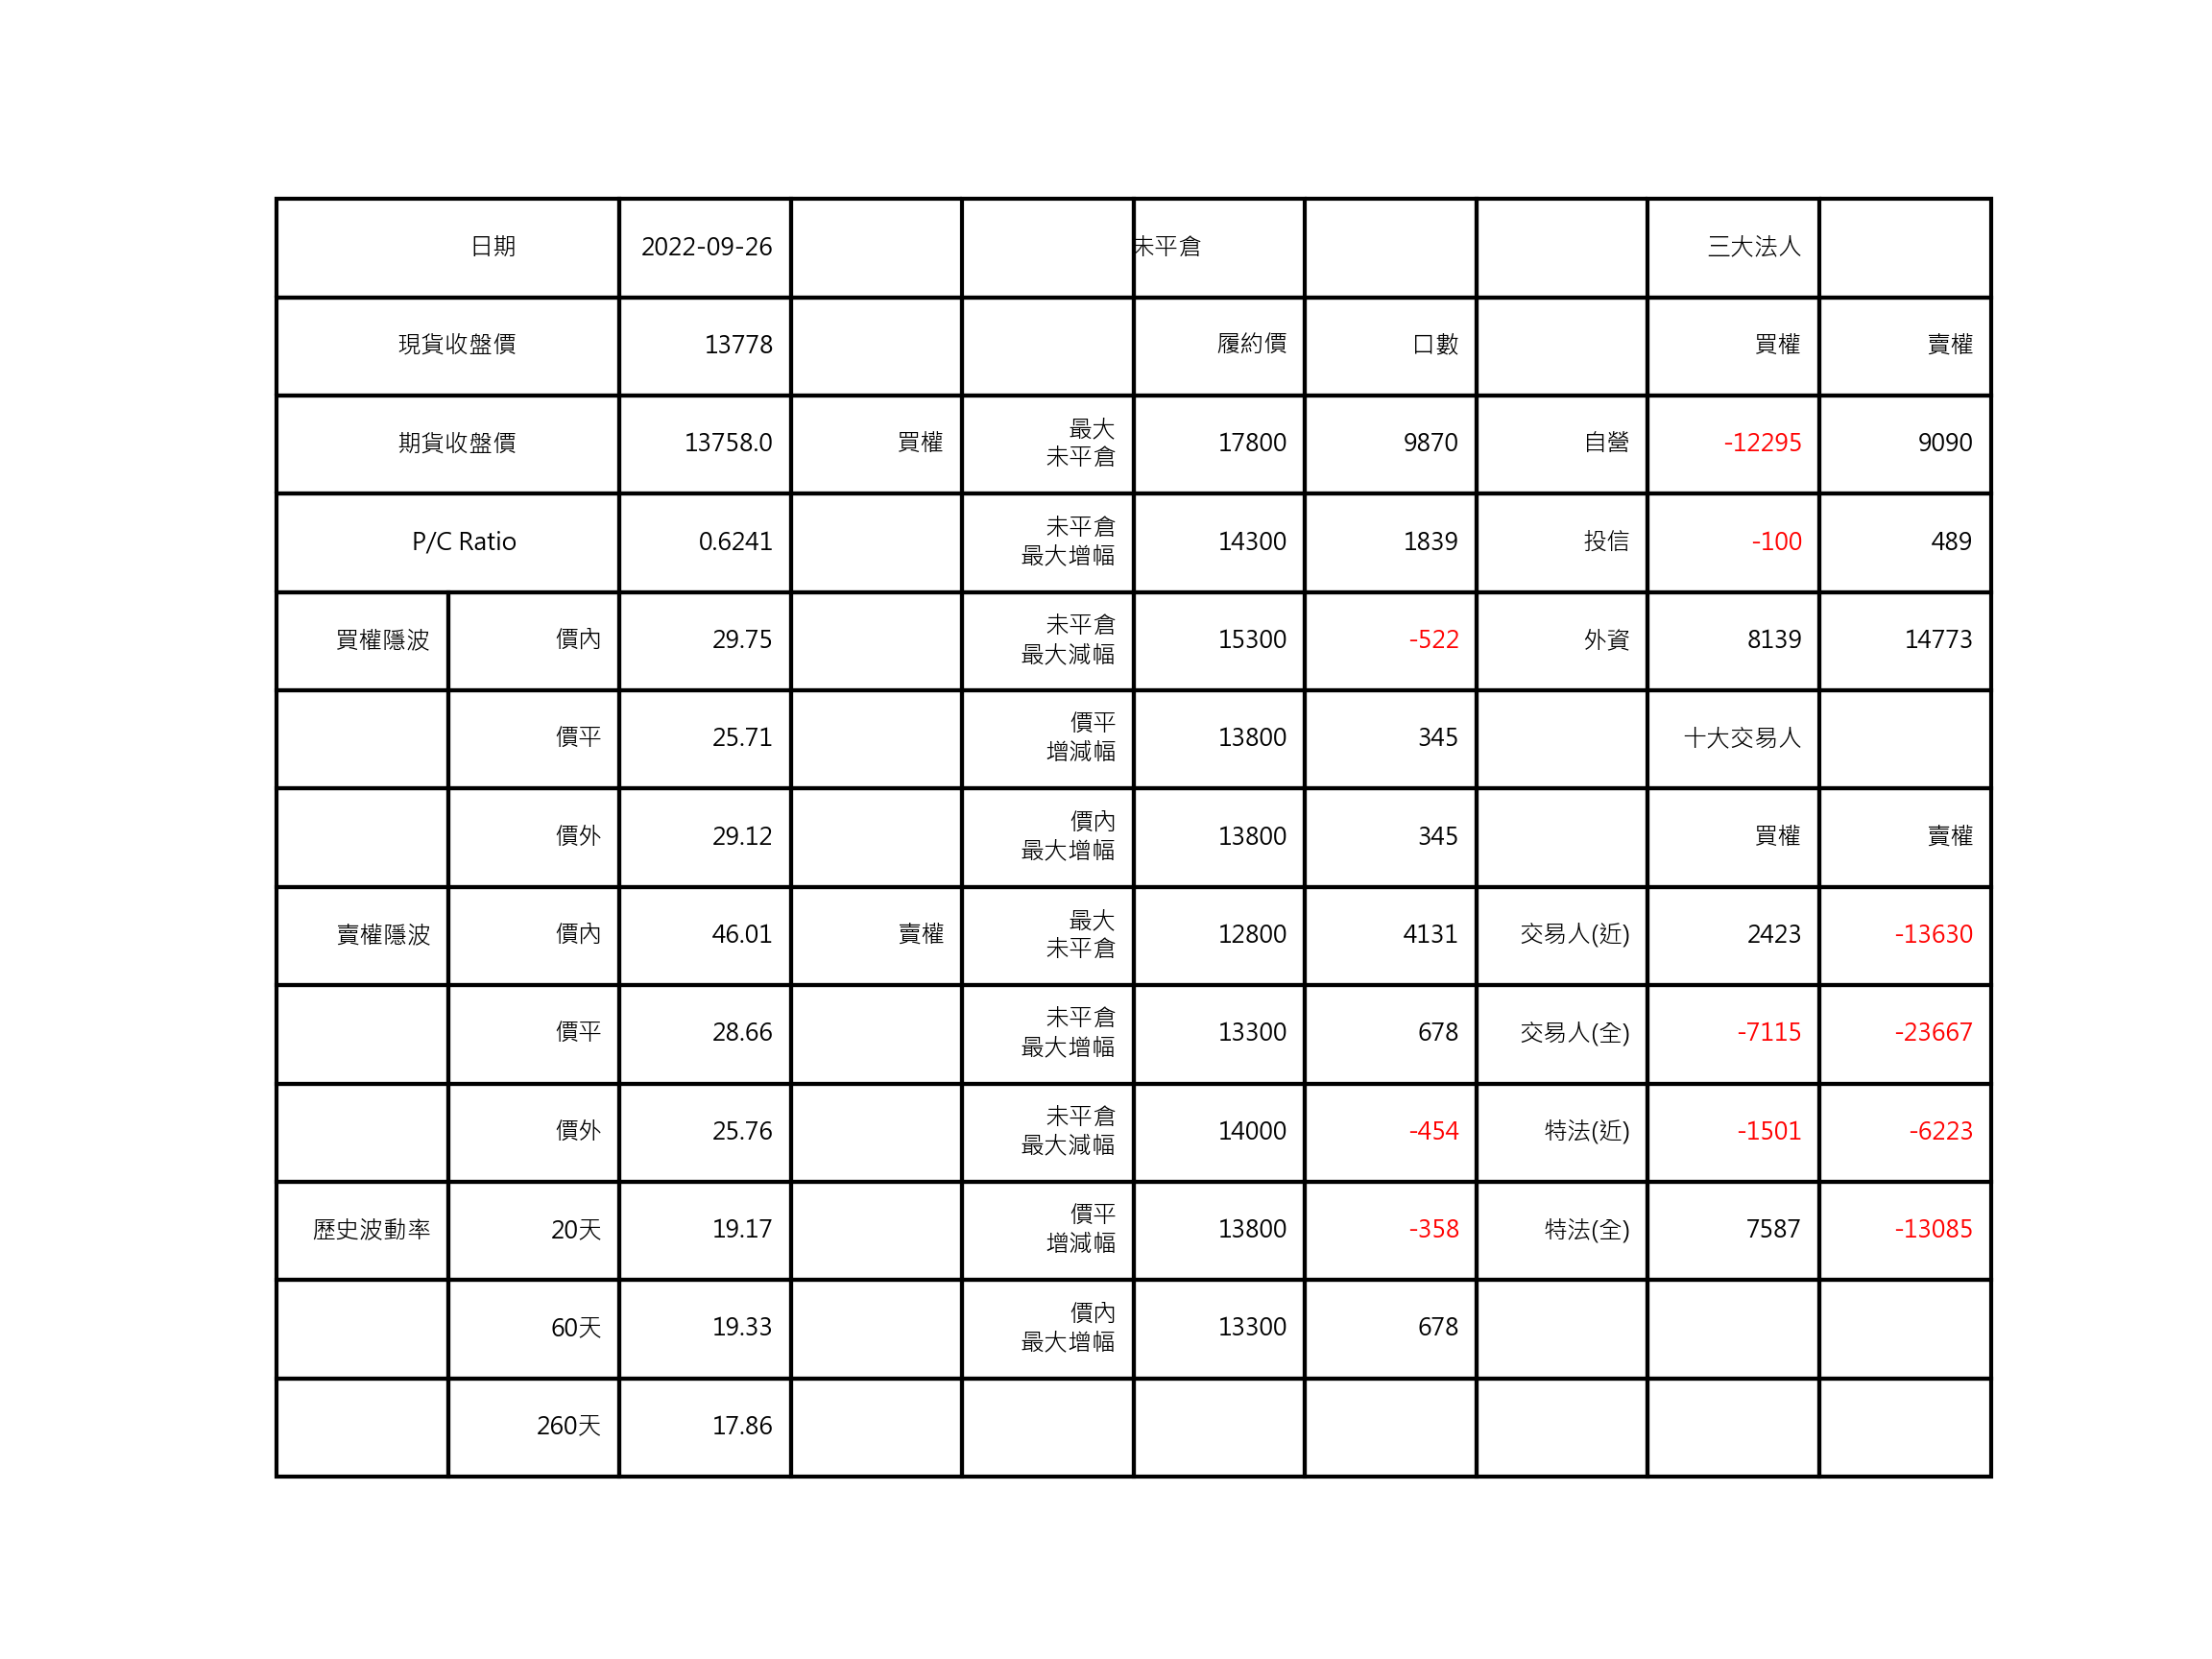 日期 2022-09-26 未平倉 三大法人
現貨收盤價 13778 履約價 口數 買權 賣權
期貨收盤價 13758.0 買權 最大 未平倉 17800 9870 自營 -12295 9090
P/C Ratio 0.6241 未平倉 最大增幅 14300 1839 投信 -100 489
買權隱波 價內 29.75 未平倉 最大減幅 15300 -522 外資 8139 14773
價平 25.71 價平 增減幅 13800 345 十大交易人
價外 29.12 價內 最大增幅 13800 345 買權 賣權
賣權隱波 價內 46.01 賣權 最大 未平倉 12800 4131 交易人(近) 2423 -13630
價平 28.66 未平倉 最大增幅 13300 678 交易人(全) -7115 -23667
價外 25.76 未平倉 最大減幅 14000 -454 特法(近) -1501 -6223
歷史波動率 20天 19.17 價平 增減幅 13800 -358 特法(全) 7587 -13085
60天 19.33 價內 最大增幅 13300 678
260天 17.86